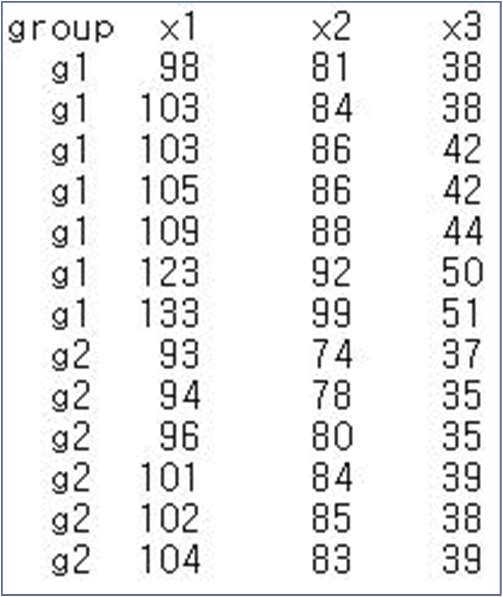 group x1 x2 x3
g1 98 81 38
g1 103 84 38
g1 103 86 42
g1 105 86 42
g1 109 88 44
g1 123 92 50
g1 133 99 51
g2 93 74 37
g2 94 78 35
g2 96 80 35
g2 101 84 39
g2 102 85 38
g2 104 83 39